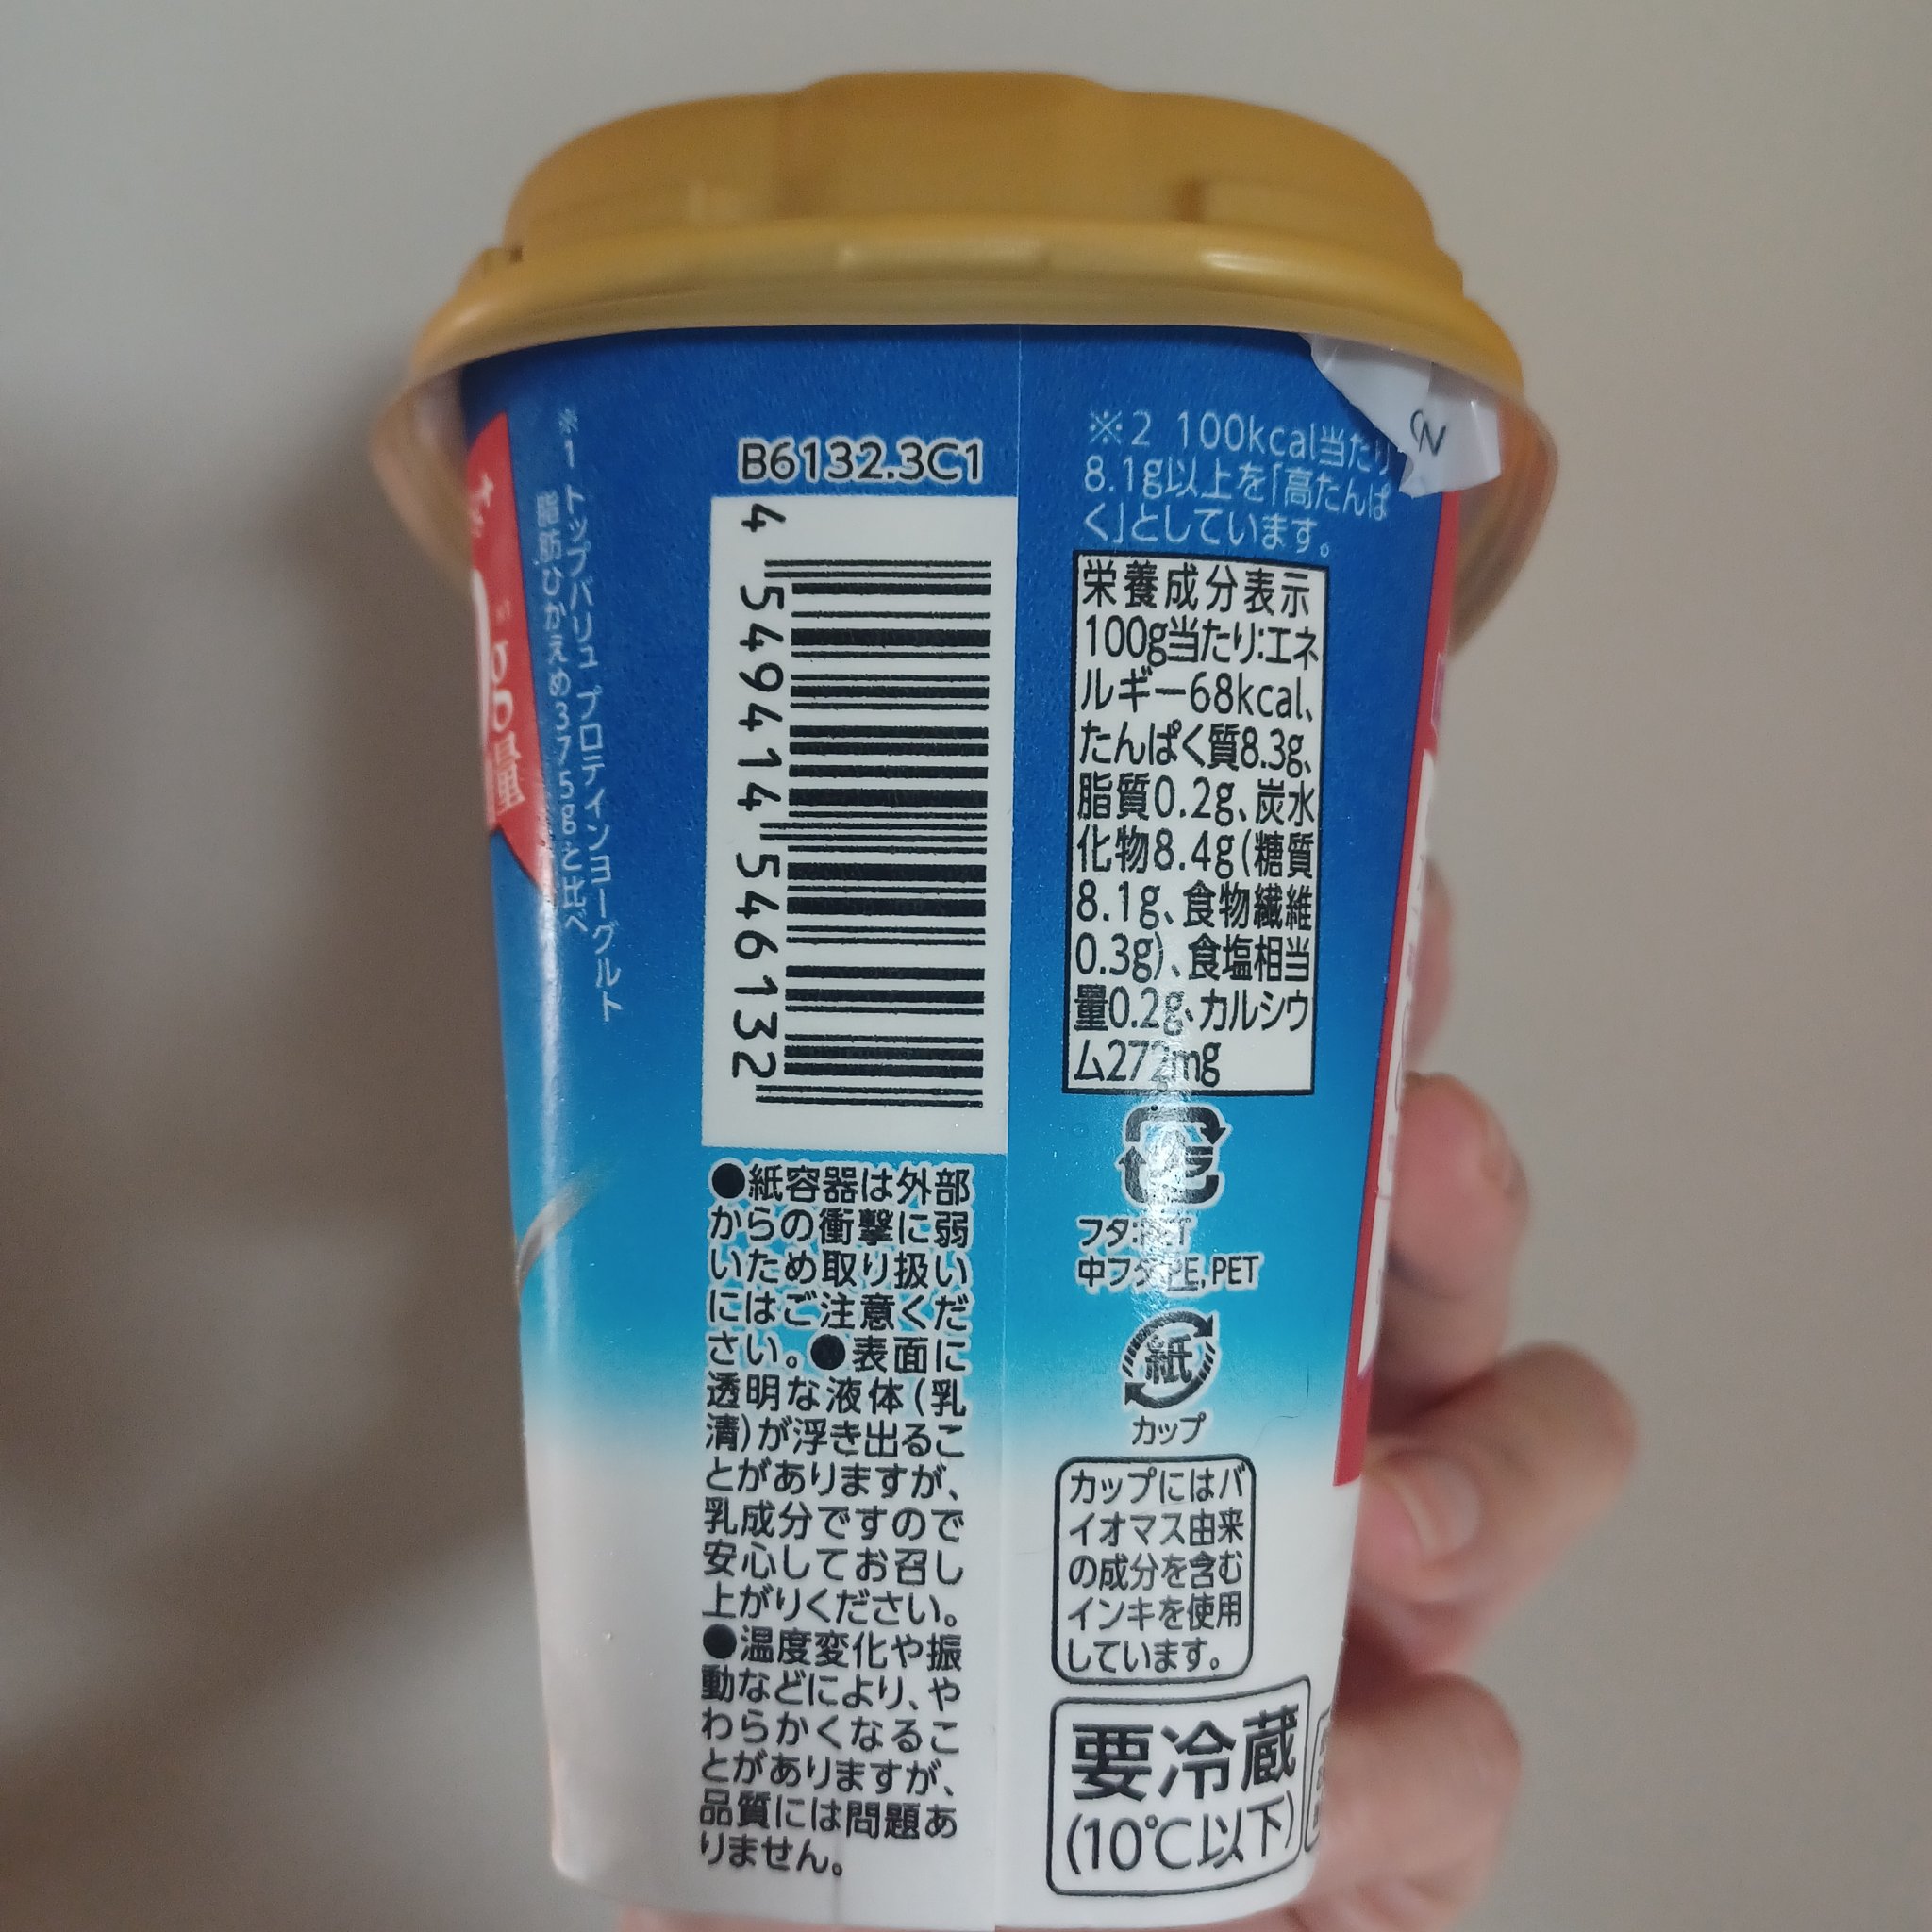 ※1 トップバリュ プロテインヨーグルト
脂肪ひかえめ375gと比べ
g
量
B6132.3C1
4 549414 546132
●紙容器は外部
からの衝撃に弱
いため取り扱い
にはご注意くだ
さい。●表面に
透明な液体(乳
清)が浮き出るこ
とがありますが、
乳成分ですので
安心してお召し
上がりください。
●温度変化や振
動などにより、や
わらかくなるこ
とがありますが、
品質には問題あ
りません。
※2 100kcal当たり
8.1g以上を「高たんぱ
く」としています。
栄養成分表示
100g当たり:エネ
ルギー68kcal、
たんぱく質8.3g、
脂質0.2g、炭水
化物8.4g(糖質
8.1g、食物繊維
0.3g)、食塩相当
量0.2g、カルシウ
ム272mg
フタ:PET
中フタ:PE,PET
紙
カップ
カップにはバ
イオマス由来
の成分を含む
インキを使用
しています。
要冷蔵
(10℃以下)